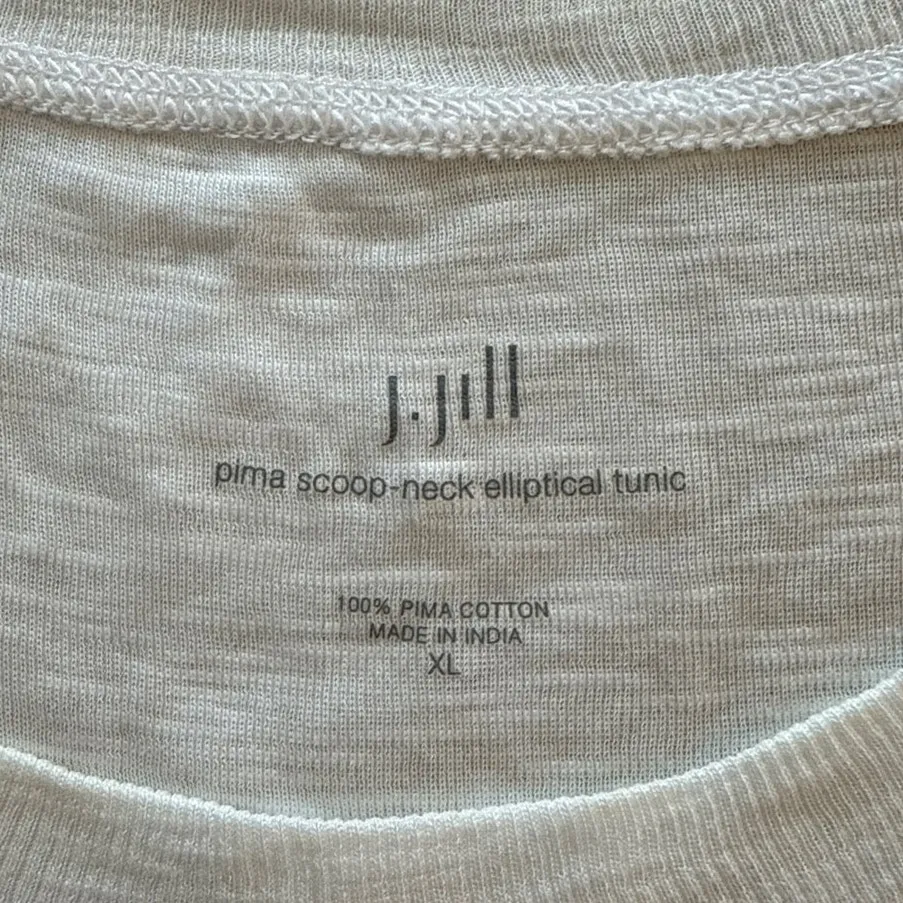 J.Jill
pima scoop-neck elliptical tunic
100% PIMA COTTON
MADE IN INDIA
XL